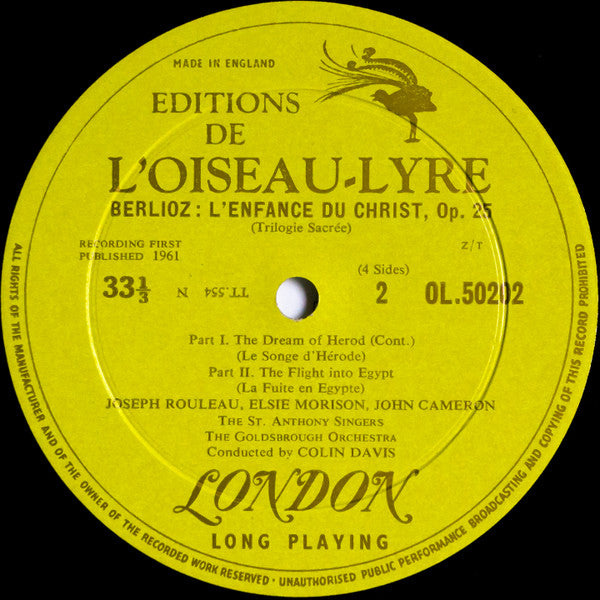 MADE IN ENGLAND
EDITIONS
DE
L'OISEAU-LYRE
BERLIOZ: L'ENFANCE DU CHRIST, Op. 25
(Trilogie Sacrée)
RECORDING FIRST
PUBLISHED 1961
Z/T
33⅓
N
TT.554
(4 Sides)
2
OL.50202
Part I. The Dream of Herod (Cont.)
(Le Songe d'Hérode)
Part II. The Flight into Egypt
(La Fuite en Egypte)
JOSEPH ROULEAU, ELSIE MORISON, JOHN CAMERON
THE ST. ANTHONY SINGERS
THE GOLDSBROUGH ORCHESTRA
Conducted by COLIN DAVIS
LONDON
LONG PLAYING
ALL RIGHTS OF THE MANUFACTURER AND OF THE OWNER OF THE RECORDED WORK RESERVED · UNAUTHORISED PUBLIC PERFORMANCE BROADCASTING AND COPYING OF THIS RECORD PROHIBITED